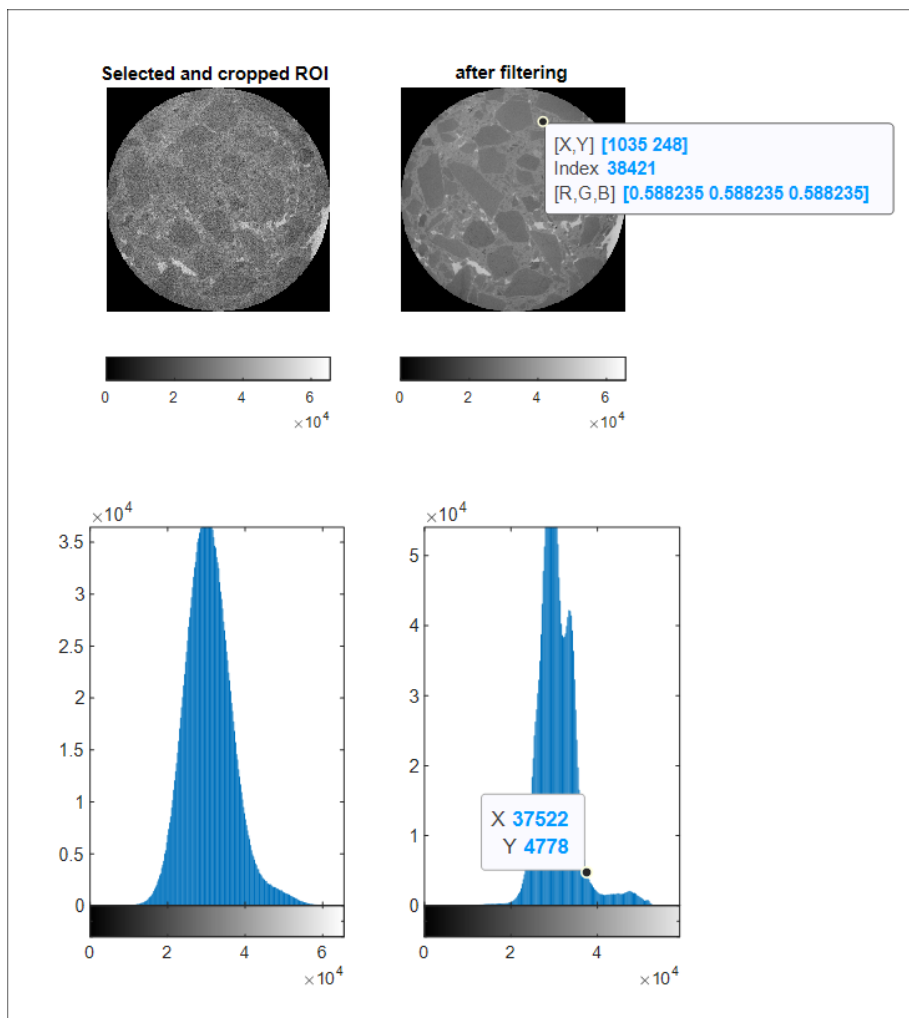 Selected and cropped ROI
after filtering
[X,Y] [1035 248]
Index 38421
[R,G,B] [0.588235 0.588235 0.588235]
0 2 4 6
×10^4
0 2 4 6
×10^4
×10^4
3.5
3
2.5
2
1.5
1
0.5
0
0 2 4 6
×10^4
×10^4
5
4
3
2
1
0
X 37522
Y 4778
0 2 4
×10^4